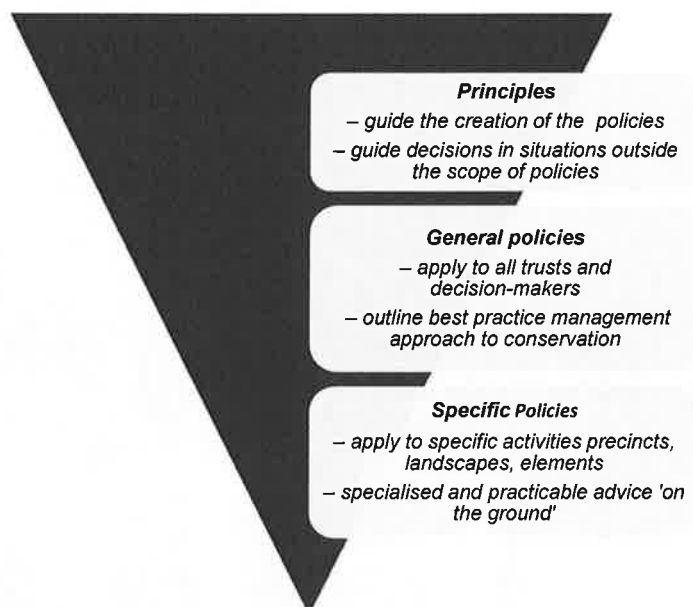 Principles
– guide the creation of the policies
– guide decisions in situations outside
the scope of policies
General policies
– apply to all trusts and
decision-makers
– outline best practice management
approach to conservation
Specific Policies
– apply to specific activities precincts,
landscapes, elements
– specialised and practicable advice 'on
the ground'